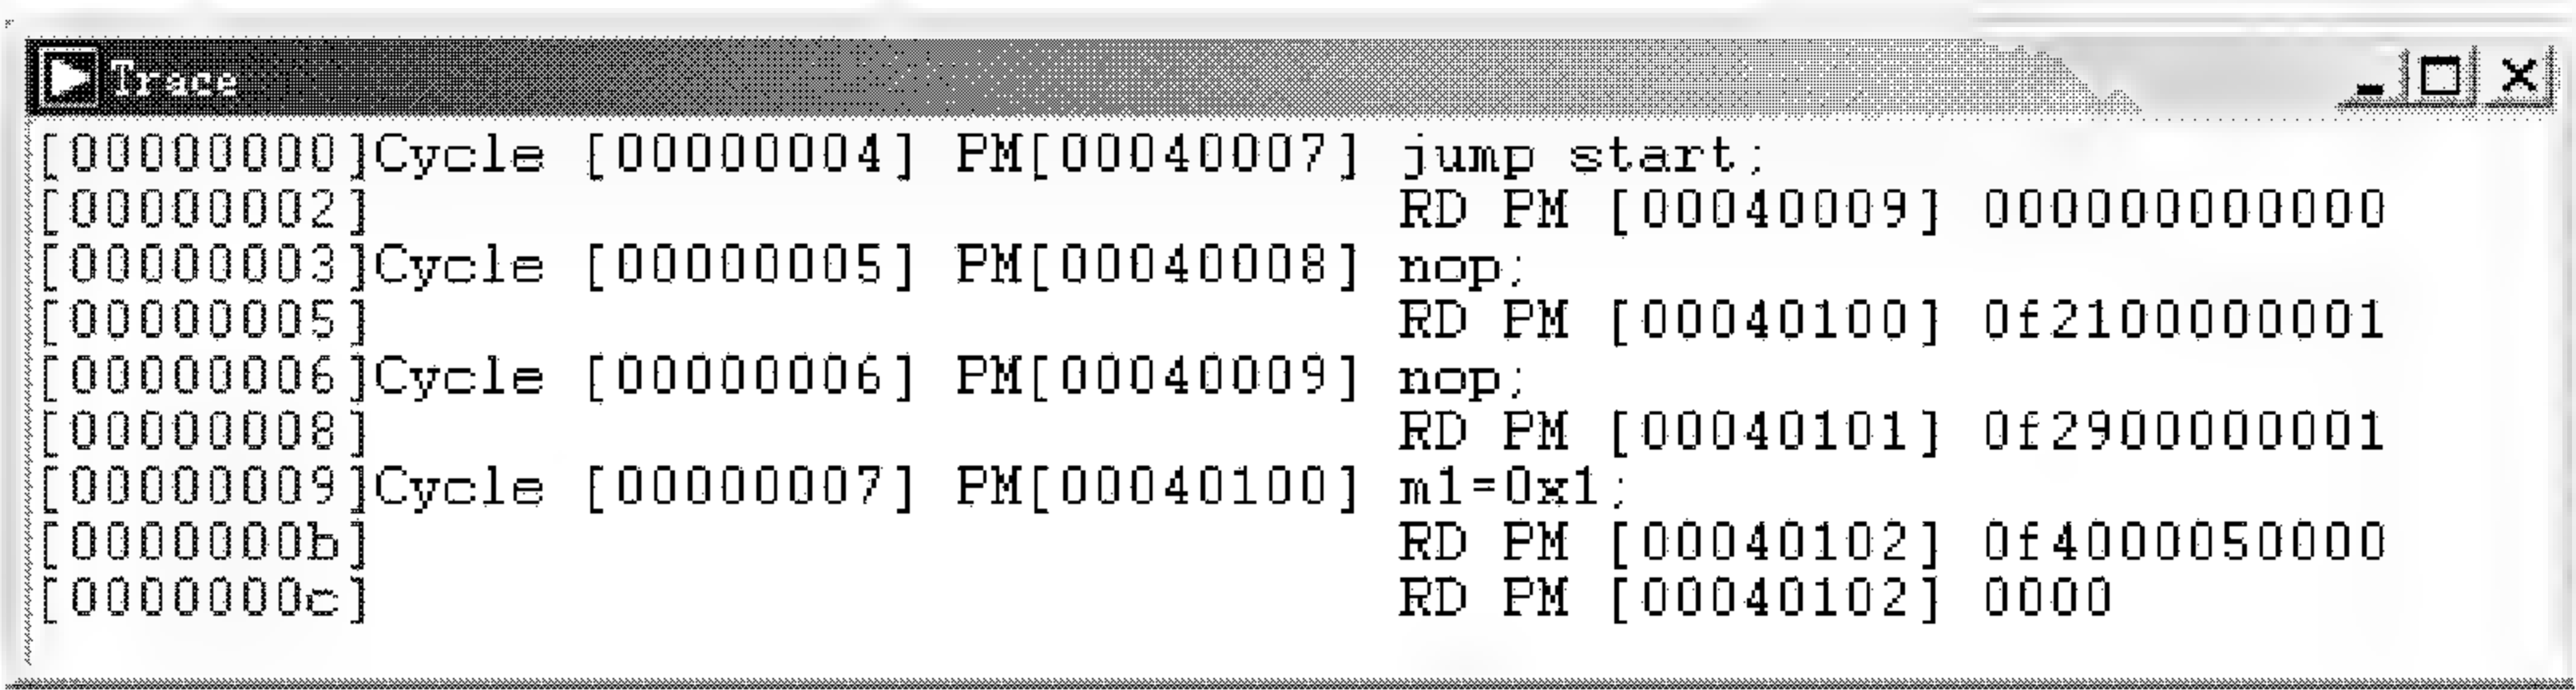 Trace
[00000000]Cycle [00000004] PM[00040007] jump start;
[00000002] RD PM [00040009] 000000000000
[00000003]Cycle [00000005] PM[00040008] nop;
[00000005] RD PM [00040100] 0f2100000001
[00000006]Cycle [00000006] PM[00040009] nop;
[00000008] RD PM [00040101] 0f2900000001
[00000009]Cycle [00000007] PM[00040100] m1=0x1;
[0000000b] RD PM [00040102] 0f4000050000
[0000000c] RD PM [00040102] 0000